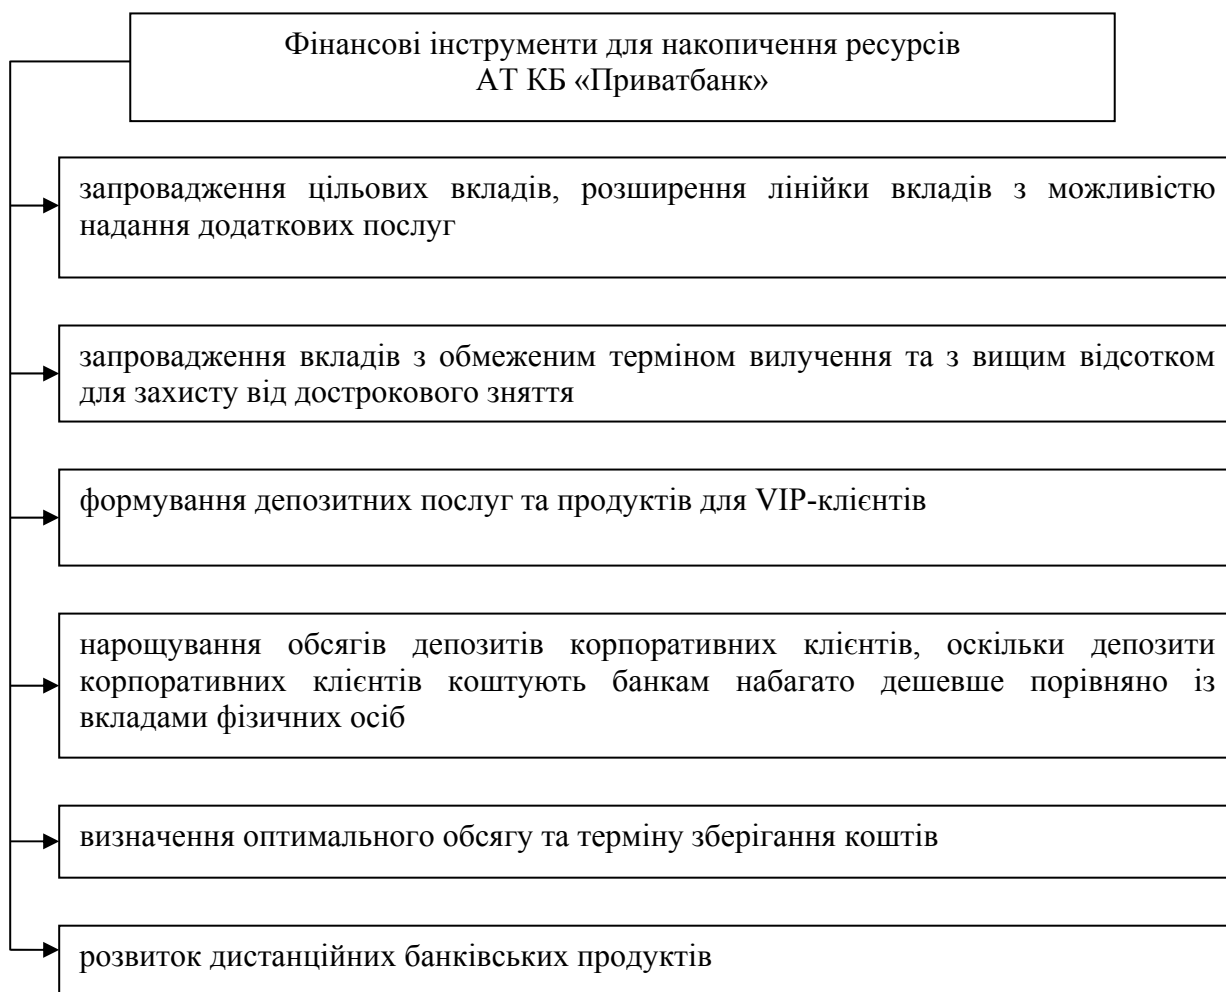 Фінансові інструменти для накопичення ресурсів
АТ КБ «Приватбанк»
запровадження цільових вкладів, розширення лінійки вкладів з можливістю
надання додаткових послуг
запровадження вкладів з обмеженим терміном вилучення та з вищим відсотком
для захисту від дострокового зняття
формування депозитних послуг та продуктів для VIP-клієнтів
нарощування обсягів депозитів корпоративних клієнтів, оскільки депозити
корпоративних клієнтів коштують банкам набагато дешевше порівняно із
вкладами фізичних осіб
визначення оптимального обсягу та терміну зберігання коштів
розвиток дистанційних банківських продуктів